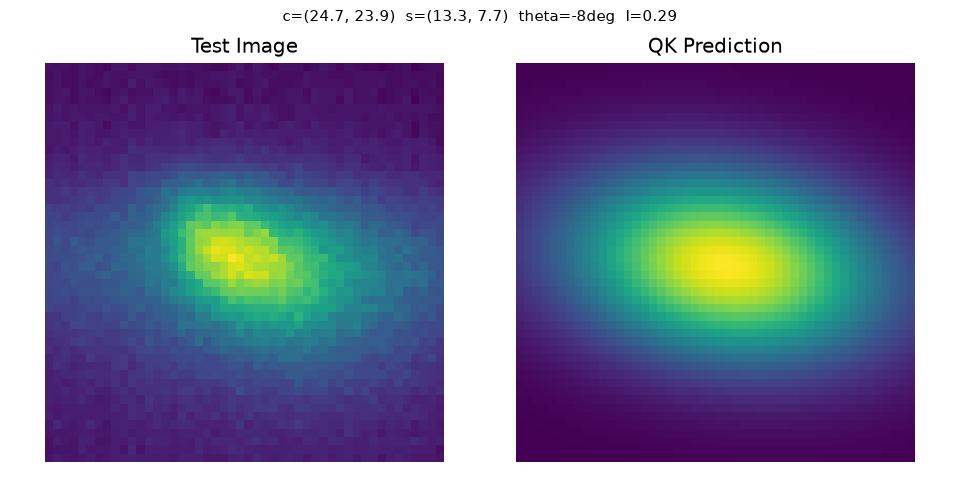 c=(24.7, 23.9)  s=(13.3, 7.7)  theta=-8deg  I=0.29
Test Image
QK Prediction